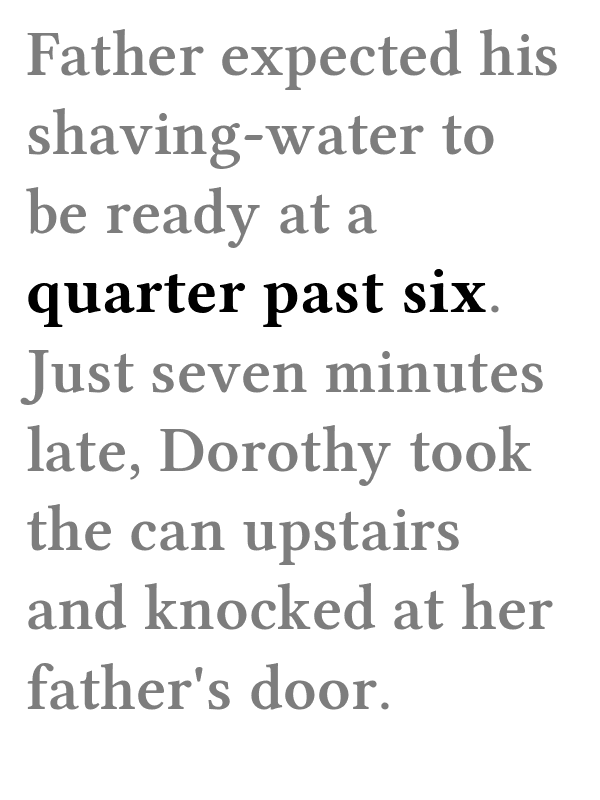 Father expected his
shaving-water to
be ready at a
quarter past six.
Just seven minutes
late, Dorothy took
the can upstairs
and knocked at her
father's door.